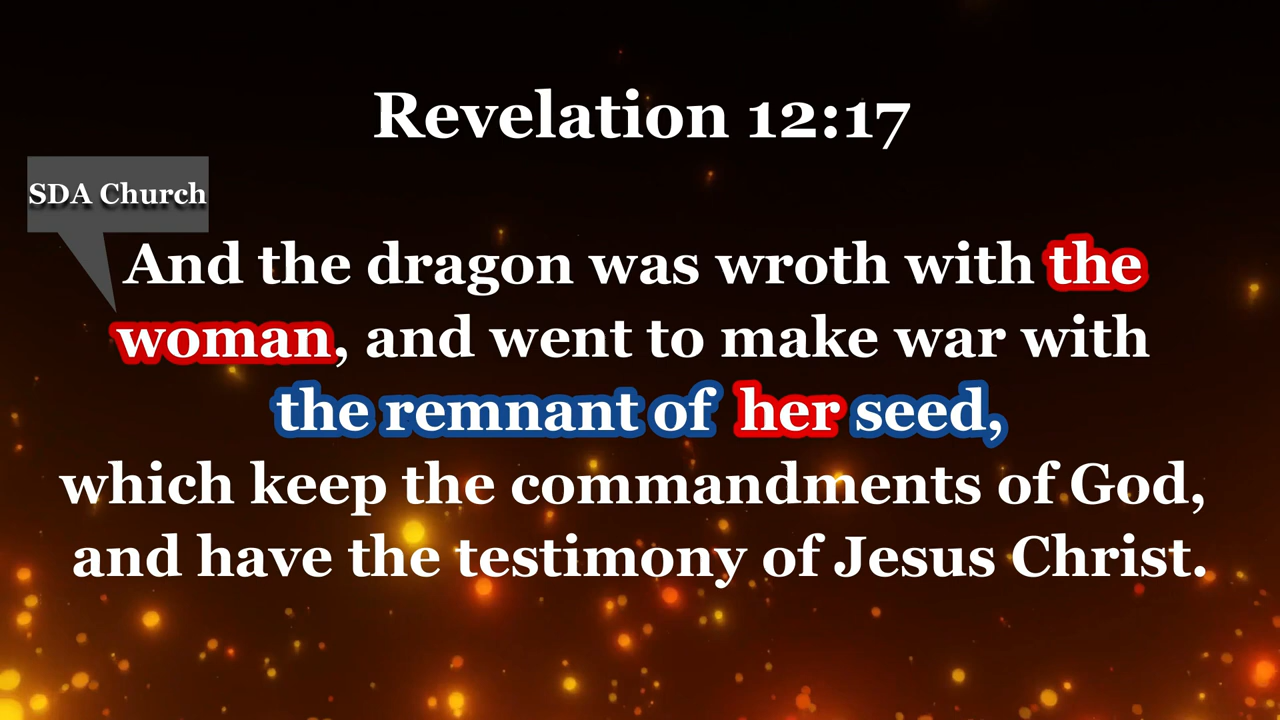 Revelation 12:17
SDA Church
And the dragon was wroth with the
woman, and went to make war with
the remnant of her seed,
which keep the commandments of God,
and have the testimony of Jesus Christ.